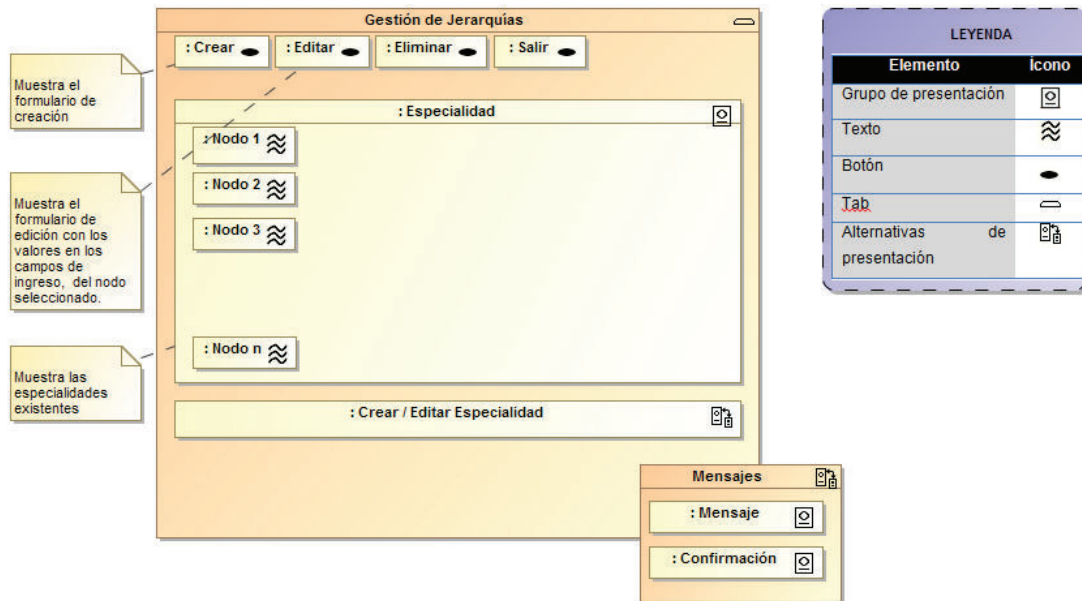 Gestión de Jerarquías
: Crear
: Editar
: Eliminar
: Salir
Muestra el
formulario de
creación
: Especialidad
: Nodo 1
: Nodo 2
: Nodo 3
: Nodo n
Muestra el
formulario de
edición con los
valores en los
campos de
ingreso, del nodo
seleccionado.
Muestra las
especialidades
existentes
: Crear / Editar Especialidad
Mensajes
: Mensaje
: Confirmación
LEYENDA
Elemento Ícono
Grupo de presentación
Texto
Botón
Tab
Alternativas de
presentación